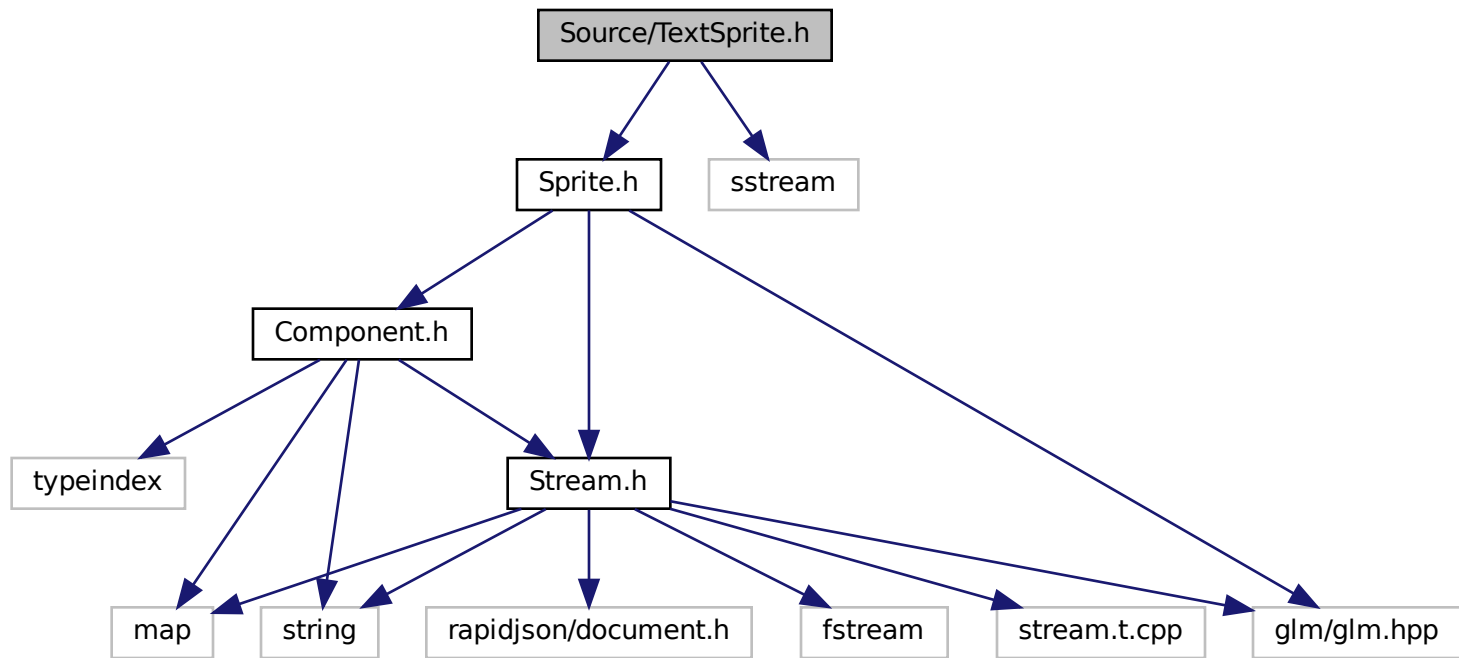 Source/TextSprite.h
Sprite.h
sstream
Component.h
typeindex
Stream.h
map
string
rapidjson/document.h
fstream
stream.t.cpp
glm/glm.hpp